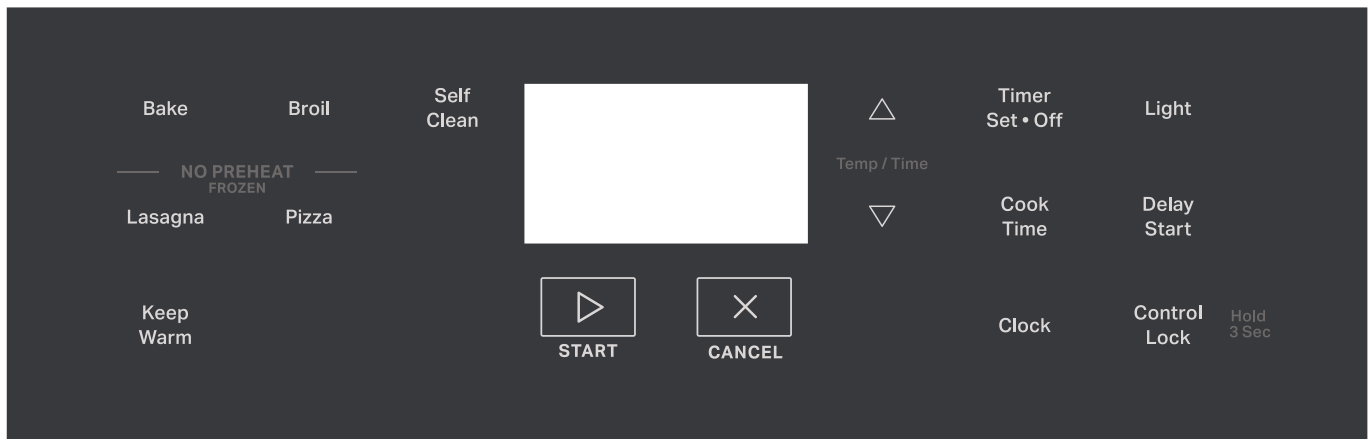 Bake
Broil
Self
Clean
NO PREHEAT
FROZEN
Lasagna
Pizza
Keep
Warm
START
CANCEL
Temp / Time
Timer
Set • Off
Light
Cook
Time
Delay
Start
Clock
Control
Lock
Hold
3 Sec